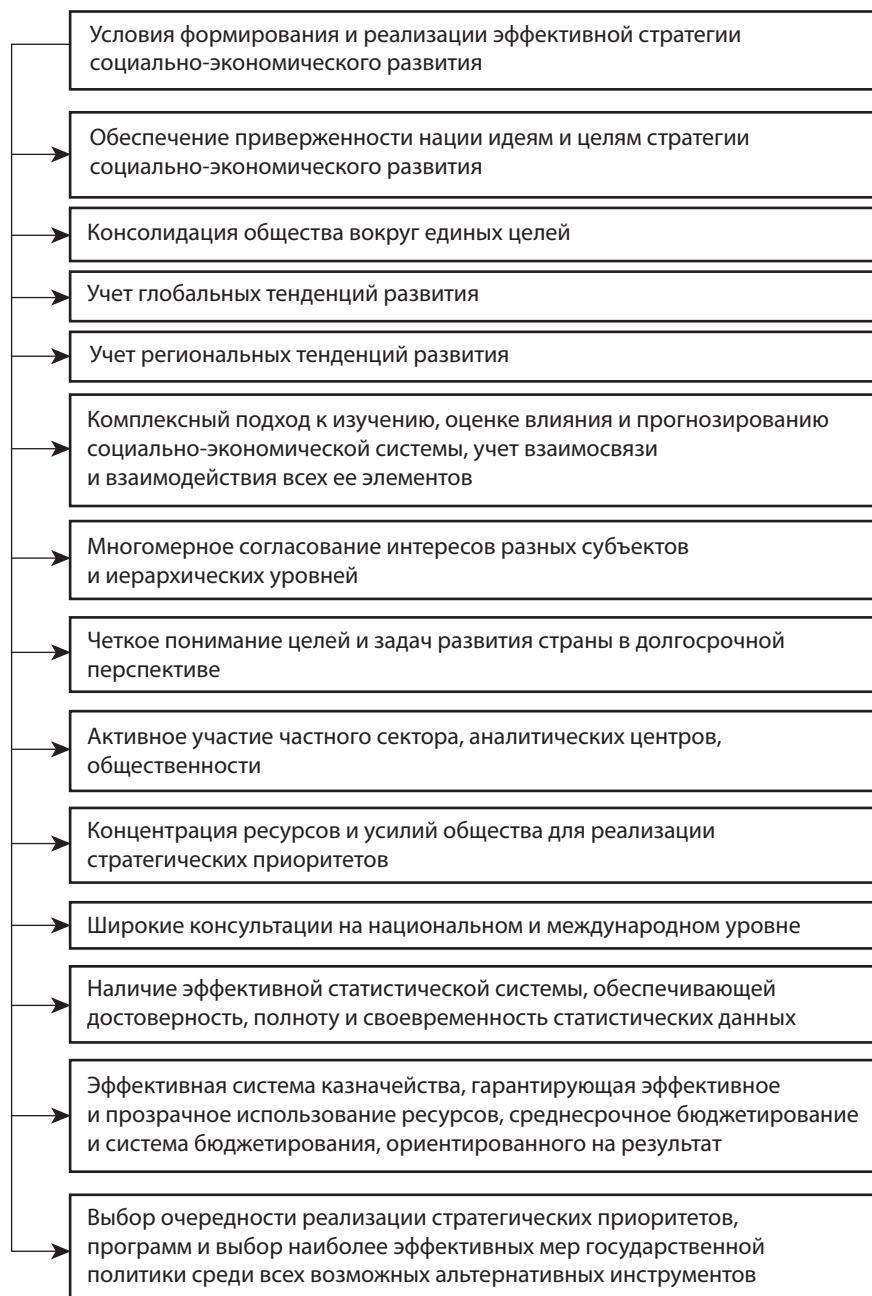 Условия формирования и реализации эффективной стратегии
социально-экономического развития
Обеспечение приверженности нации идеям и целям стратегии
социально-экономического развития
Консолидация общества вокруг единых целей
Учет глобальных тенденций развития
Учет региональных тенденций развития
Комплексный подход к изучению, оценке влияния и прогнозированию
социально-экономической системы, учет взаимосвязи
и взаимодействия всех ее элементов
Многомерное согласование интересов разных субъектов
и иерархических уровней
Четкое понимание целей и задач развития страны в долгосрочной
перспективе
Активное участие частного сектора, аналитических центров,
общественности
Концентрация ресурсов и усилий общества для реализации
стратегических приоритетов
Широкие консультации на национальном и международном уровне
Наличие эффективной статистической системы, обеспечивающей
достоверность, полноту и своевременность статистических данных
Эффективная система казначейства, гарантирующая эффективное
и прозрачное использование ресурсов, среднесрочное бюджетирование
и система бюджетирования, ориентированного на результат
Выбор очередности реализации стратегических приоритетов,
программ и выбор наиболее эффективных мер государственной
политики среди всех возможных альтернативных инструментов